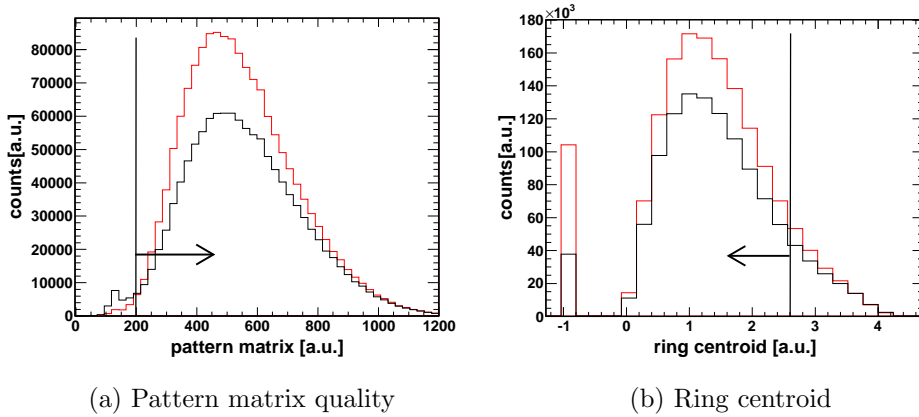 counts[a.u.]
80000
70000
60000
50000
40000
30000
20000
10000
0
0 200 400 600 800 1000 1200
pattern matrix [a.u.]
(a) Pattern matrix quality
×10³
counts[a.u.]
180
160
140
120
100
80
60
40
20
0
-1 0 1 2 3 4
ring centroid [a.u.]
(b) Ring centroid